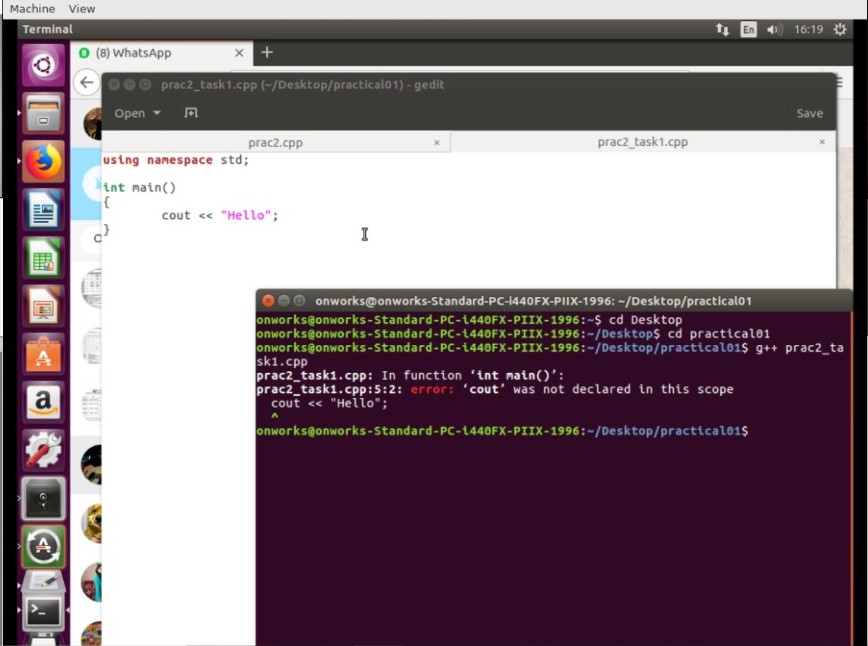 Machine View
Terminal
En
16:19
(8) WhatsApp
prac2_task1.cpp (~/Desktop/practical01) - gedit
Open
Save
prac2.cpp
prac2_task1.cpp
using namespace std;
int main()
{
cout << "Hello";
}
onworks@onworks-Standard-PC-i440FX-PIIX-1996: ~/Desktop/practical01
onworks@onworks-Standard-PC-i440FX-PIIX-1996:~$ cd Desktop
onworks@onworks-Standard-PC-i440FX-PIIX-1996:~/Desktop$ cd practical01
onworks@onworks-Standard-PC-i440FX-PIIX-1996:~/Desktop/practical01$ g++ prac2_ta
sk1.cpp
prac2_task1.cpp: In function ‘int main()’:
prac2_task1.cpp:5:2: error: ‘cout’ was not declared in this scope
cout << "Hello";
^
onworks@onworks-Standard-PC-i440FX-PIIX-1996:~/Desktop/practical01$